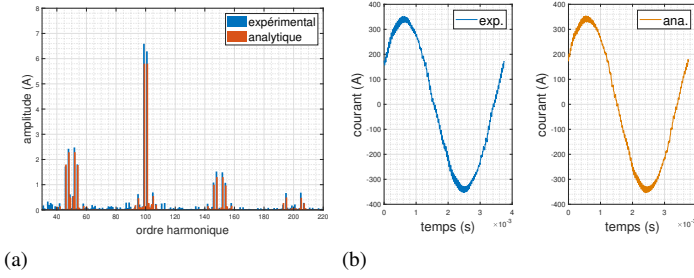 8
7
6
5
4
3
2
1
0
amplitude (A)
expérimental
analytique
40 60 80 100 120 140 160 180 200 220
ordre harmonique
(a)
400
300
200
100
0
-100
-200
-300
-400
courant (A)
exp.
0 1 2 3 4
×10⁻³
temps (s)
400
300
200
100
0
-100
-200
-300
-400
courant (A)
ana.
0 1 2 3
×10⁻³
temps (s)
(b)